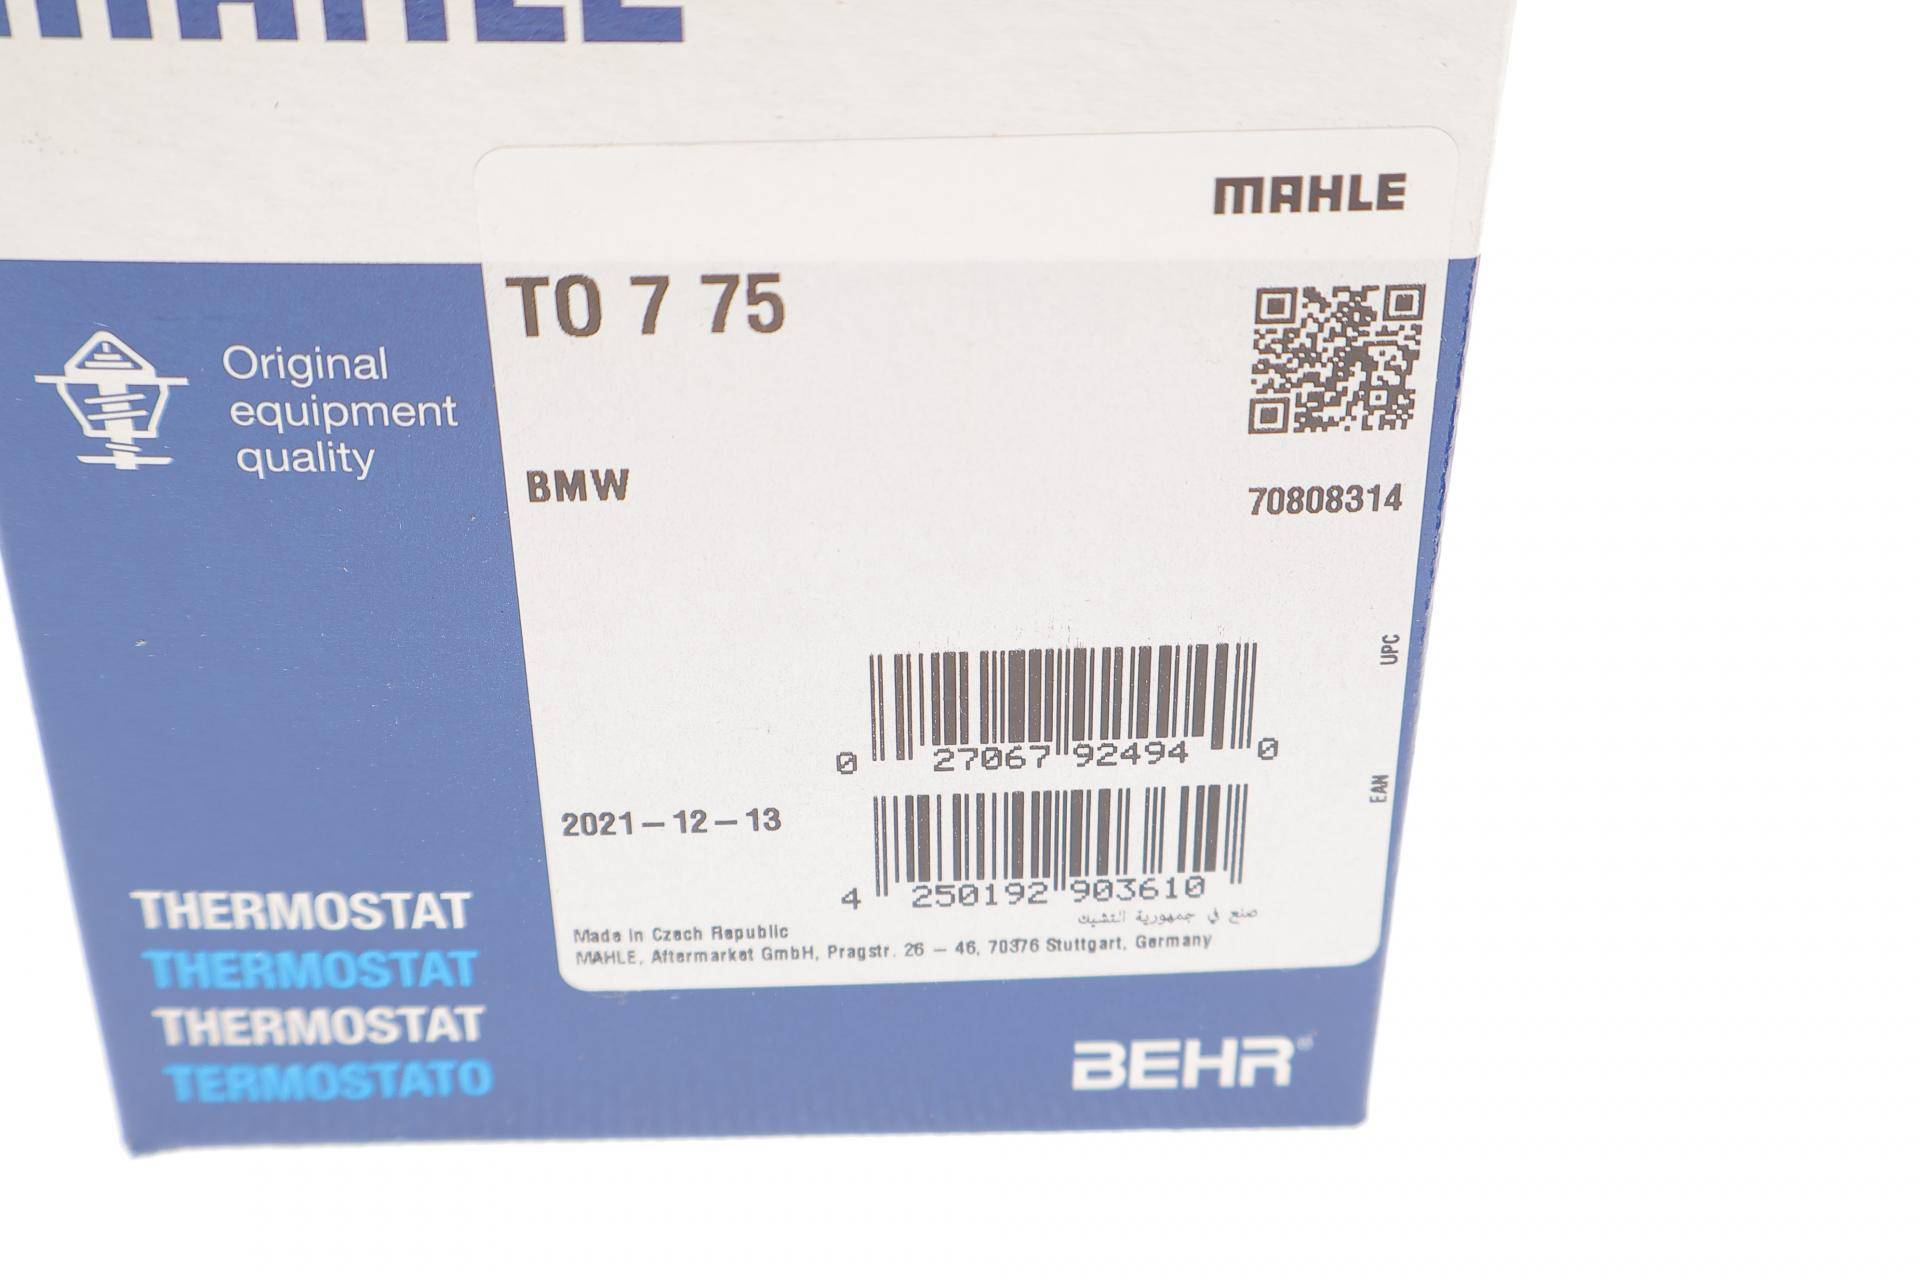 MAHLE
MAHLE
TO 7 75
Original
equipment
quality
BMW
70808314
UPC
0 27067 92494 0
EAN
2021-12-13
4 250192 903610
صنع في جمهورية التشيك
Made in Czech Republic
MAHLE, Aftermarket GmbH, Pragstr. 26 – 46, 70376 Stuttgart, Germany
THERMOSTAT
THERMOSTAT
THERMOSTAT
TERMOSTATO
BEHR®